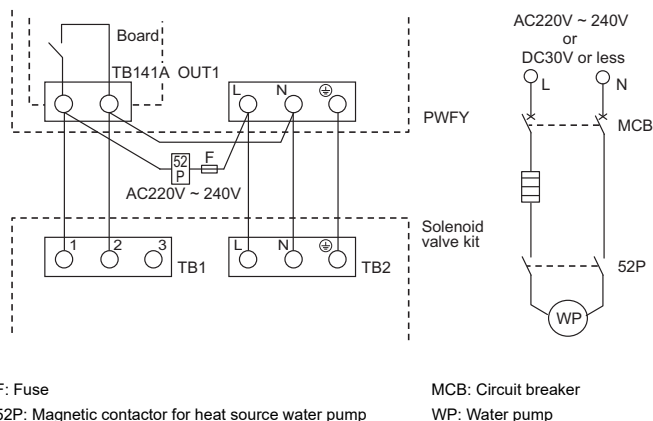 Board
TB141A OUT1
L N
PWFY
52
P
F
AC220V ~ 240V
Solenoid
valve kit
1 2 3
TB1
L N
TB2
AC220V ~ 240V
or
DC30V or less
L N
MCB
52P
WP
F: Fuse
52P: Magnetic contactor for heat source water pump
MCB: Circuit breaker
WP: Water pump